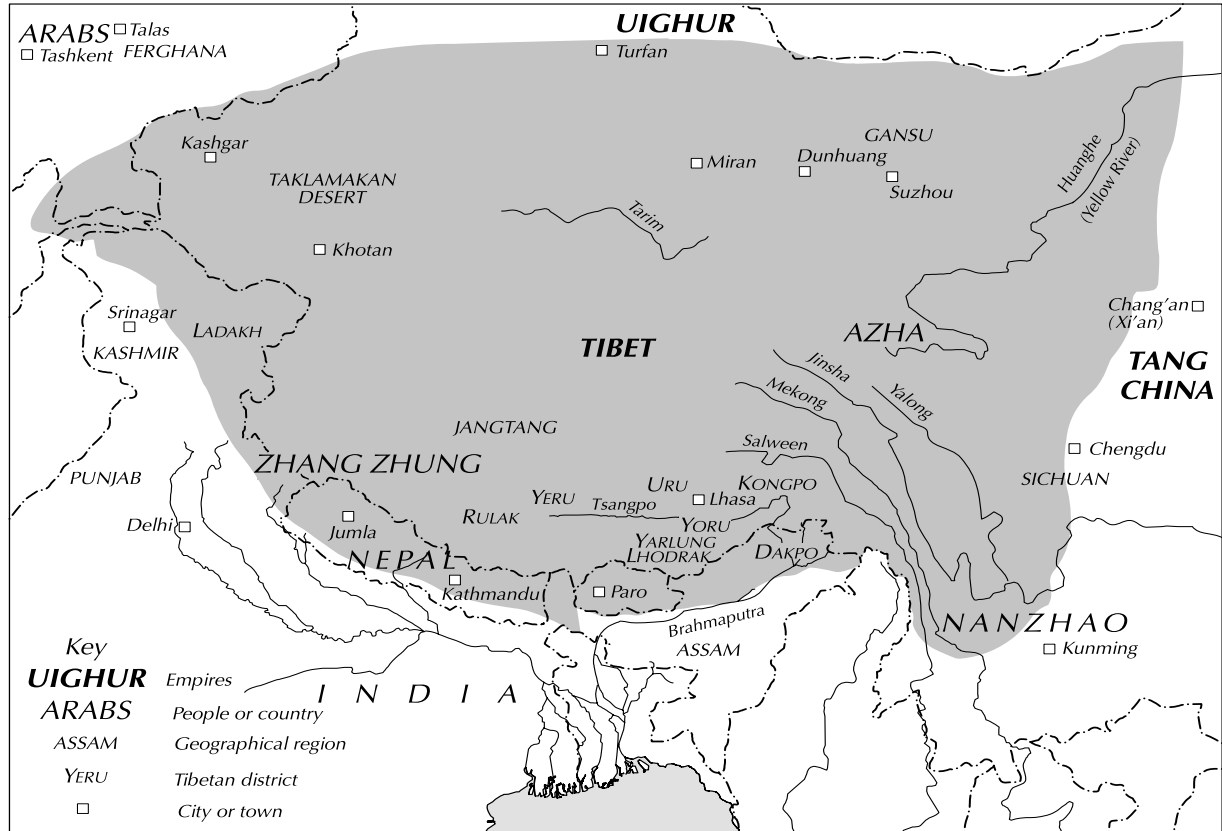 UIGHUR
ARABS
Talas
Tashkent
FERGHANA
Turfan
Kashgar
GANSU
Miran
Dunhuang
Suzhou
Huanghe
(Yellow River)
TAKLAMAKAN
DESERT
Tarim
Khotan
Srinagar
LADAKH
KASHMIR
Chang'an
(Xi'an)
AZHA
TIBET
TANG
CHINA
Jinsha
Mekong
Yalong
JANGTANG
Salween
Chengdu
ZHANG ZHUNG
PUNJAB
SICHUAN
URU
KONGPO
YERU
Tsangpo
Lhasa
RULAK
YORU
Delhi
Jumla
YARLUNG
LHODRAK
DAKPO
NEPAL
Kathmandu
Paro
Brahmaputra
ASSAM
NANZHAO
Kunming
INDIA
Key
UIGHUR Empires
ARABS People or country
ASSAM Geographical region
YERU Tibetan district
City or town